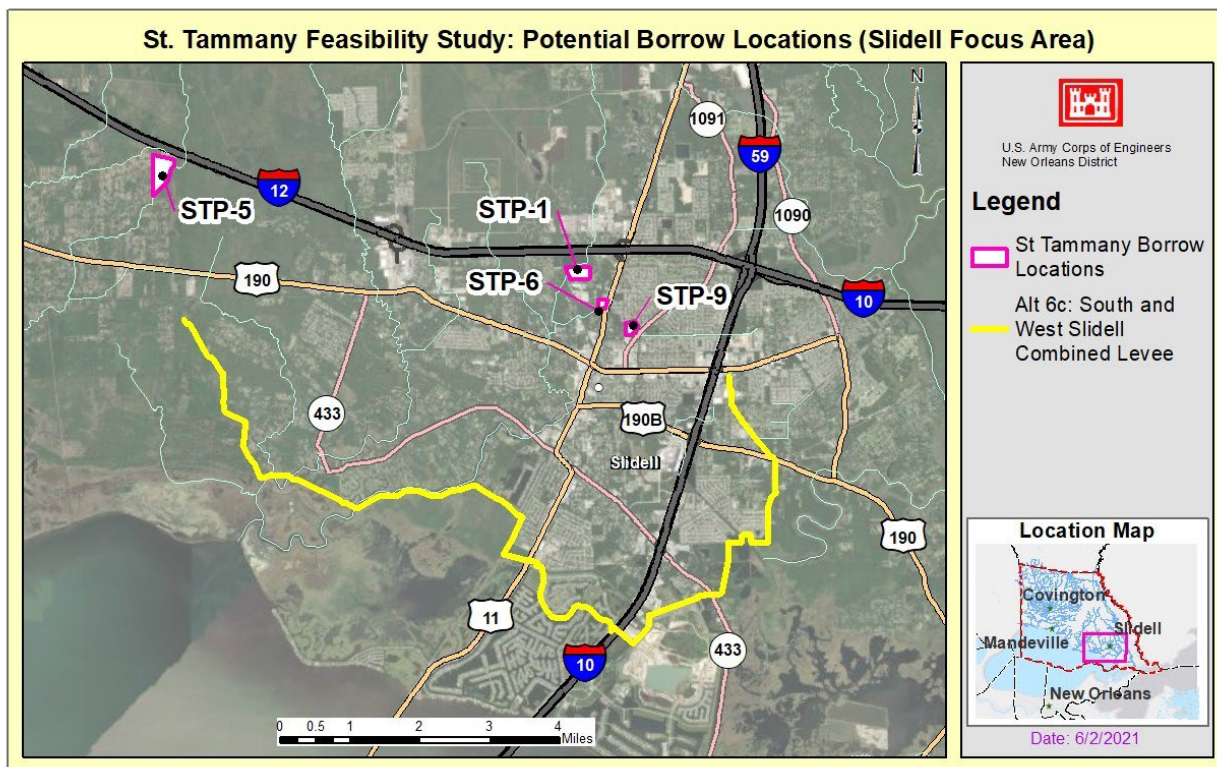 St. Tammany Feasibility Study: Potential Borrow Locations (Slidell Focus Area)
N
1091
59
STP-5
12
STP-1
1090
190
STP-6
STP-9
10
433
190B
Slidell
190
11
433
10
0 0.5 1 2 3 4
Miles
U.S. Army Corps of Engineers
New Orleans District
Legend
St Tammany Borrow
Locations
Alt 6c: South and
West Slidell
Combined Levee
Location Map
Covington
Slidell
Mandeville
New Orleans
Date: 6/2/2021